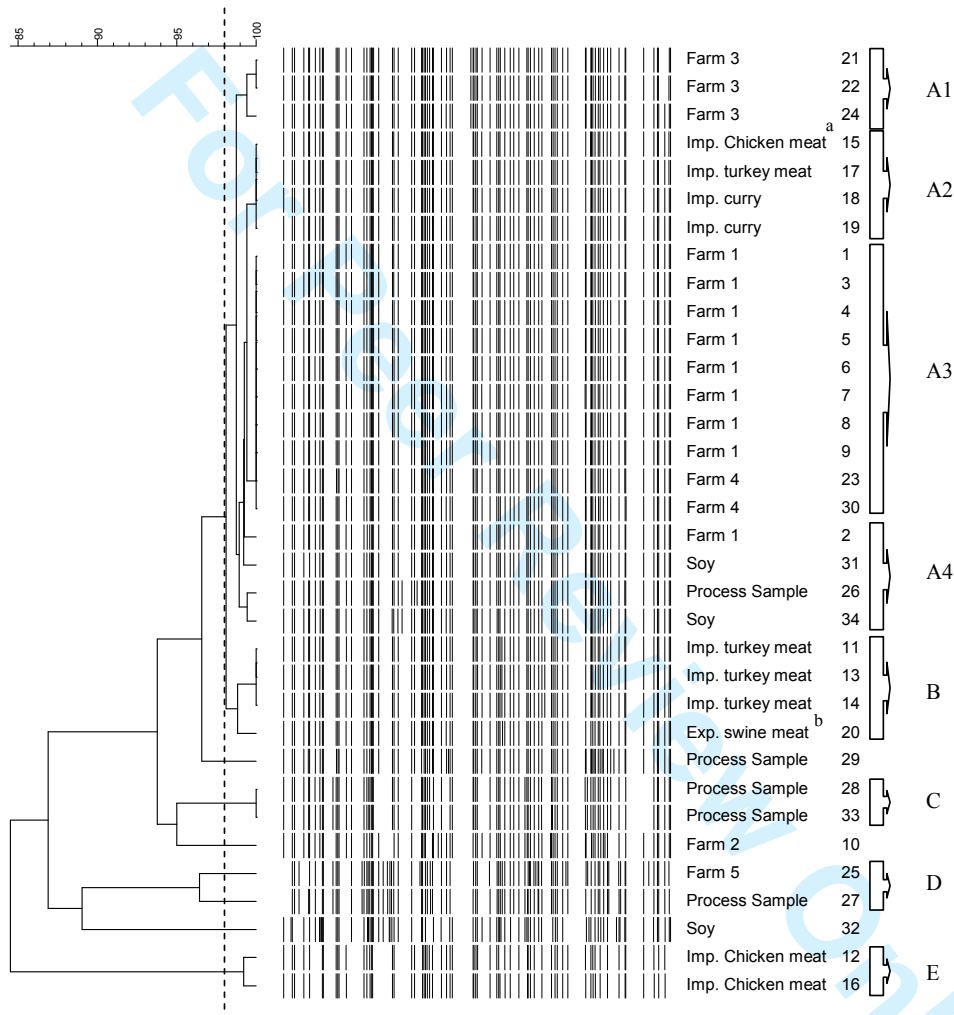 85 90 95 100
Farm 3 21
Farm 3 22 A1
Farm 3 24
Imp. Chicken meat a 15
Imp. turkey meat 17
Imp. curry 18 A2
Imp. curry 19
Farm 1 1
Farm 1 3
Farm 1 4
Farm 1 5
Farm 1 6 A3
Farm 1 7
Farm 1 8
Farm 1 9
Farm 4 23
Farm 4 30
Farm 1 2
Soy 31 A4
Process Sample 26
Soy 34
Imp. turkey meat 11
Imp. turkey meat 13 B
Imp. turkey meat 14
Exp. swine meat b 20
Process Sample 29
Process Sample 28 C
Process Sample 33
Farm 2 10
Farm 5 25 D
Process Sample 27
Soy 32
Imp. Chicken meat 12 E
Imp. Chicken meat 16
For Peer Review On